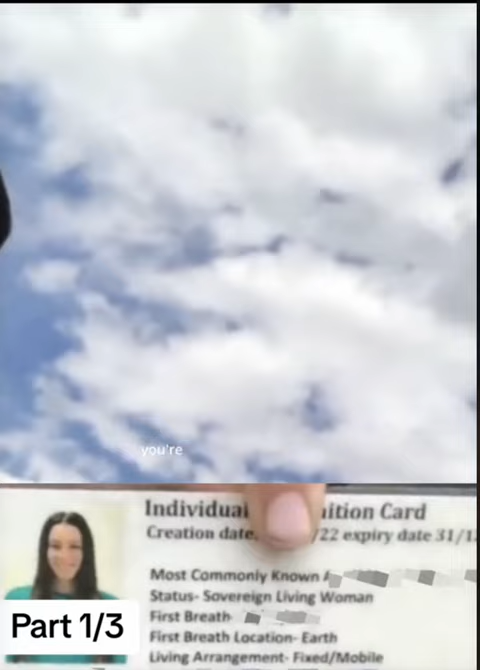 you're
Individual ition Card
Creation date. /22 expiry date 31/1
Most Commonly Known
Status- Sovereign Living Woman
First Breath-
First Breath Location- Earth
Living Arrangement- Fixed/Mobile
Part 1/3